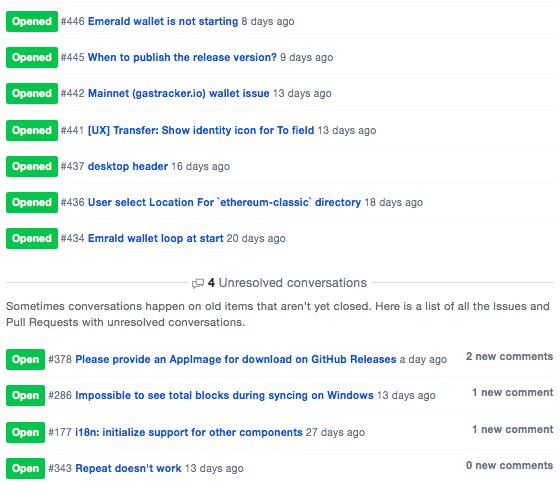 Opened #446 Emerald wallet is not starting 8 days ago
Opened #445 When to publish the release version? 9 days ago
Opened #442 Mainnet (gastracker.io) wallet issue 13 days ago
Opened #441 [UX] Transfer: Show identity icon for To field 13 days ago
Opened #437 desktop header 16 days ago
Opened #436 User select Location For `ethereum-classic` directory 18 days ago
Opened #434 Emrald wallet loop at start 20 days ago
4 Unresolved conversations
Sometimes conversations happen on old items that aren't yet closed. Here is a list of all the Issues and
Pull Requests with unresolved conversations.
Open #378 Please provide an AppImage for download on GitHub Releases a day ago 2 new comments
Open #286 Impossible to see total blocks during syncing on Windows 13 days ago 1 new comment
Open #177 i18n: initialize support for other components 27 days ago 1 new comment
Open #343 Repeat doesn't work 13 days ago 0 new comments